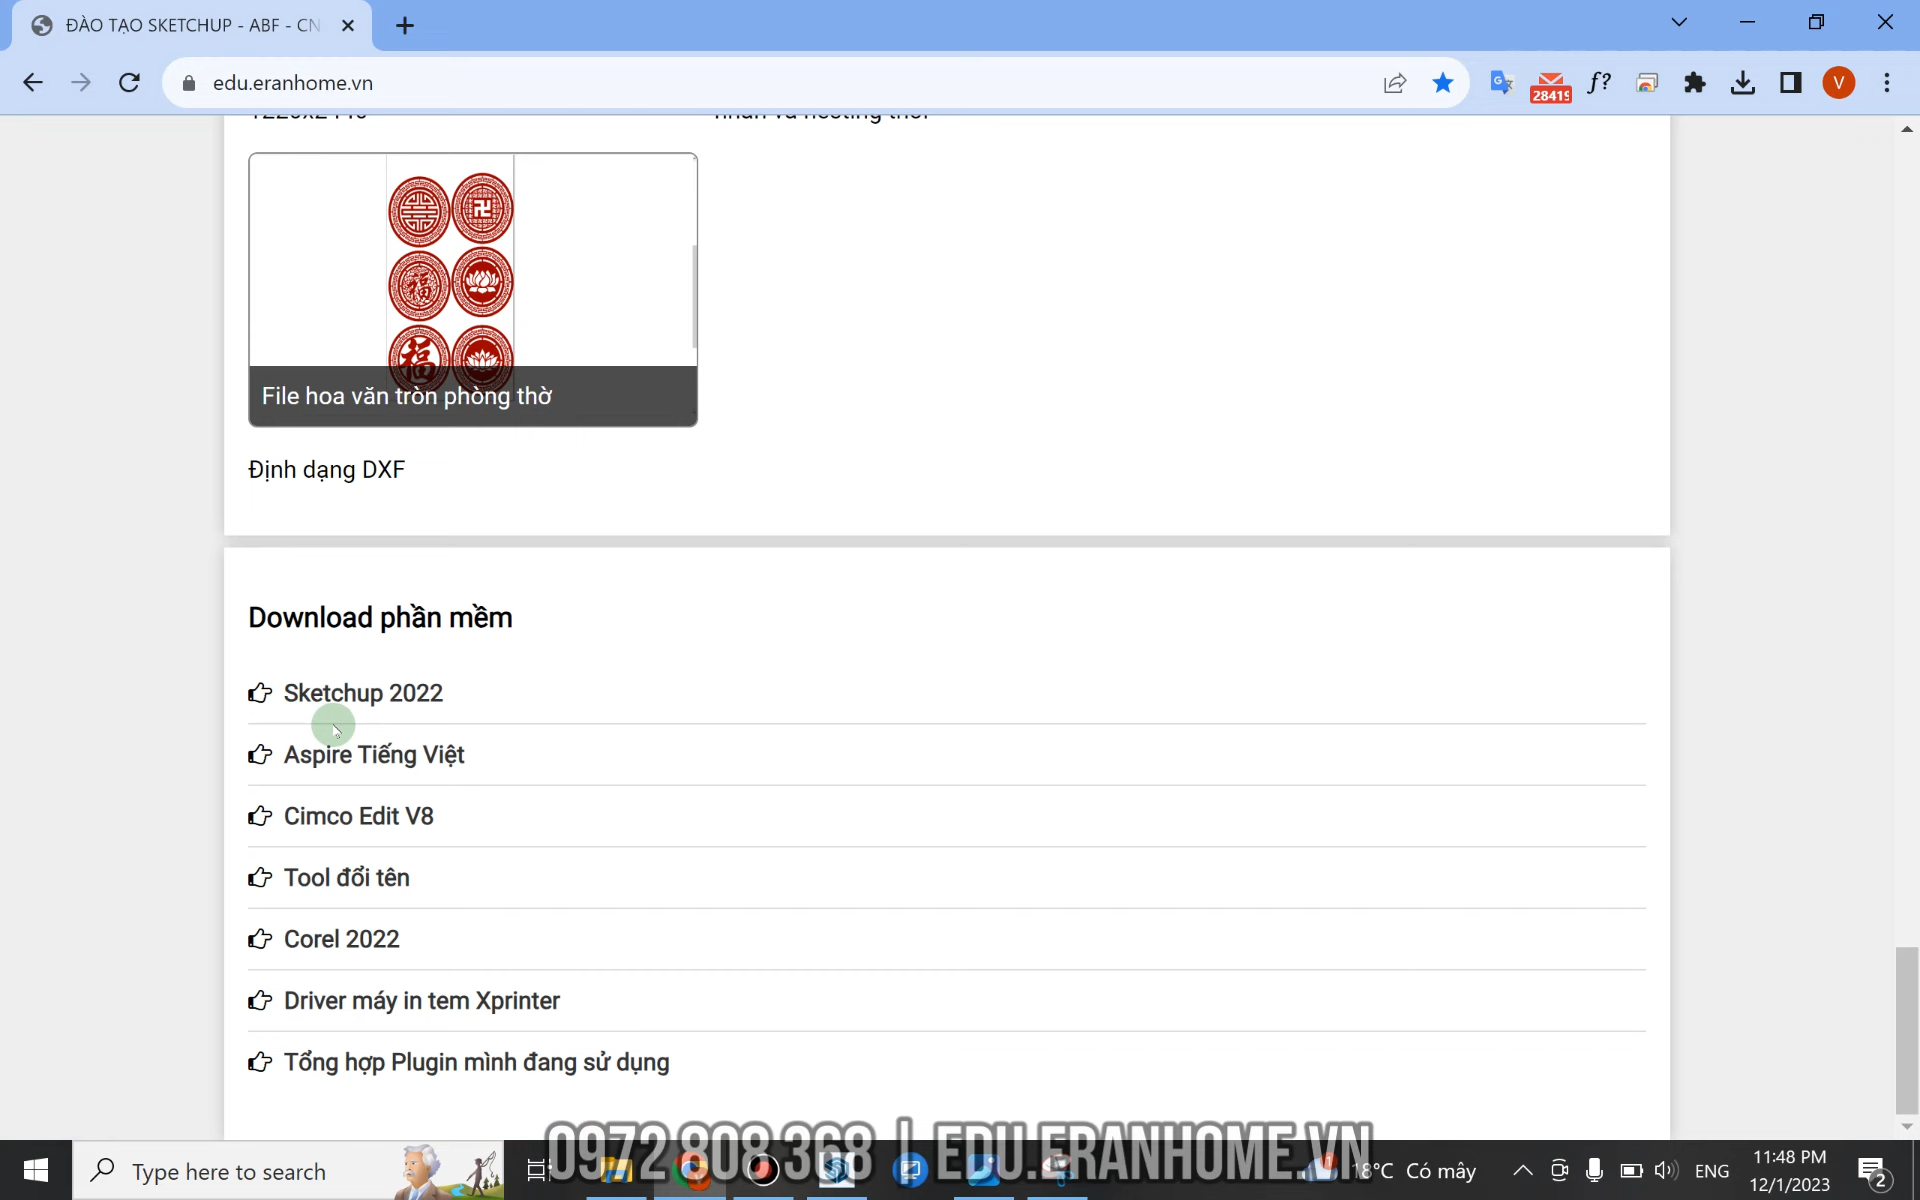 ĐÀO TẠO SKETCHUP - ABF - CN
edu.eranhome.vn
28419
V
File hoa văn tròn phòng thờ
Định dạng DXF
Download phần mềm
Sketchup 2022
Aspire Tiếng Việt
Cimco Edit V8
Tool đổi tên
Corel 2022
Driver máy in tem Xprinter
Tổng hợp Plugin mình đang sử dụng
0972 808 368 | EDU.ERANHOME.VN
Type here to search
18°C Có mây
ENG
11:48 PM
12/1/2023
2